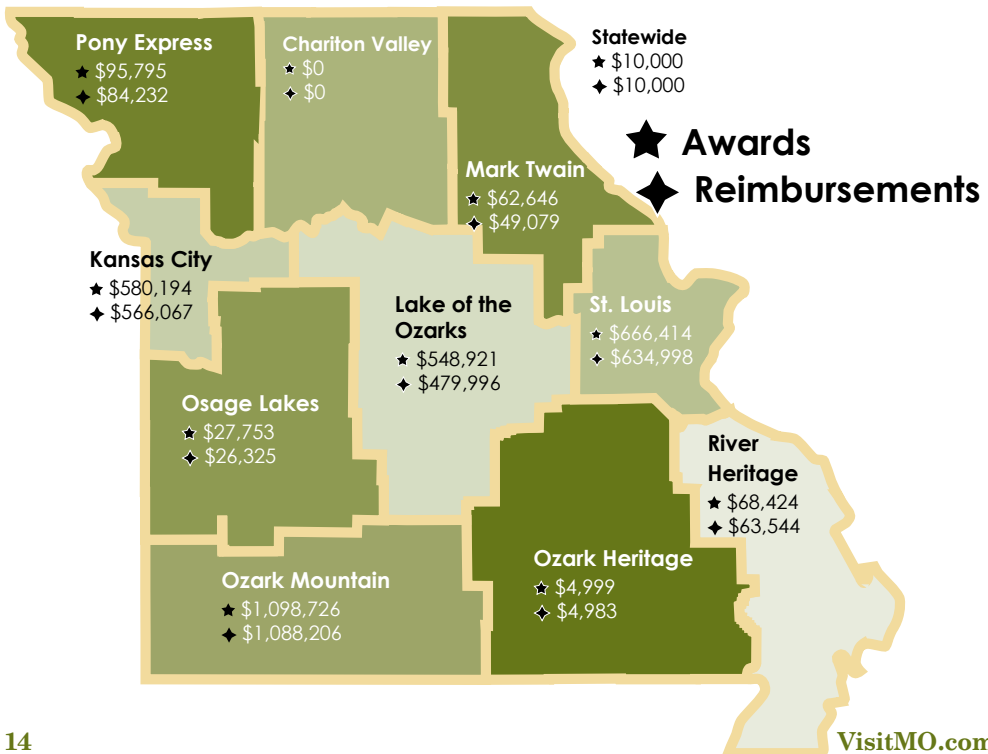 Pony Express
★ $95,795
✦ $84,232
Chariton Valley
★ $0
✦ $0
Statewide
★ $10,000
✦ $10,000
★ Awards
✦ Reimbursements
Mark Twain
★ $62,646
✦ $49,079
Kansas City
★ $580,194
✦ $566,067
Lake of the
Ozarks
★ $548,921
✦ $479,996
St. Louis
★ $666,414
✦ $634,998
Osage Lakes
★ $27,753
✦ $26,325
River
Heritage
★ $68,424
✦ $63,544
Ozark Mountain
★ $1,098,726
✦ $1,088,206
Ozark Heritage
★ $4,999
✦ $4,983
14
VisitMO.com